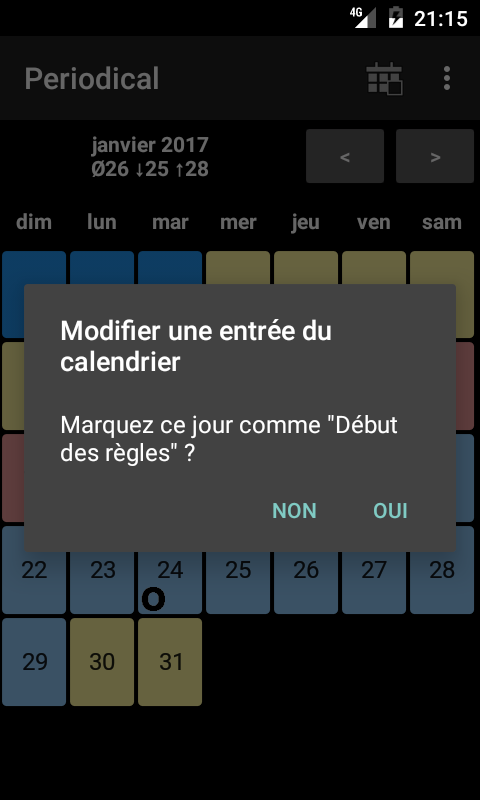 4G 21:15
Periodical
janvier 2017
Ø26 ↓25 ↑28
< >
dim lun mar mer jeu ven sam
Modifier une entrée du
calendrier
Marquez ce jour comme "Début
des règles" ?
NON OUI
22 23 24 25 26 27 28
O
29 30 31